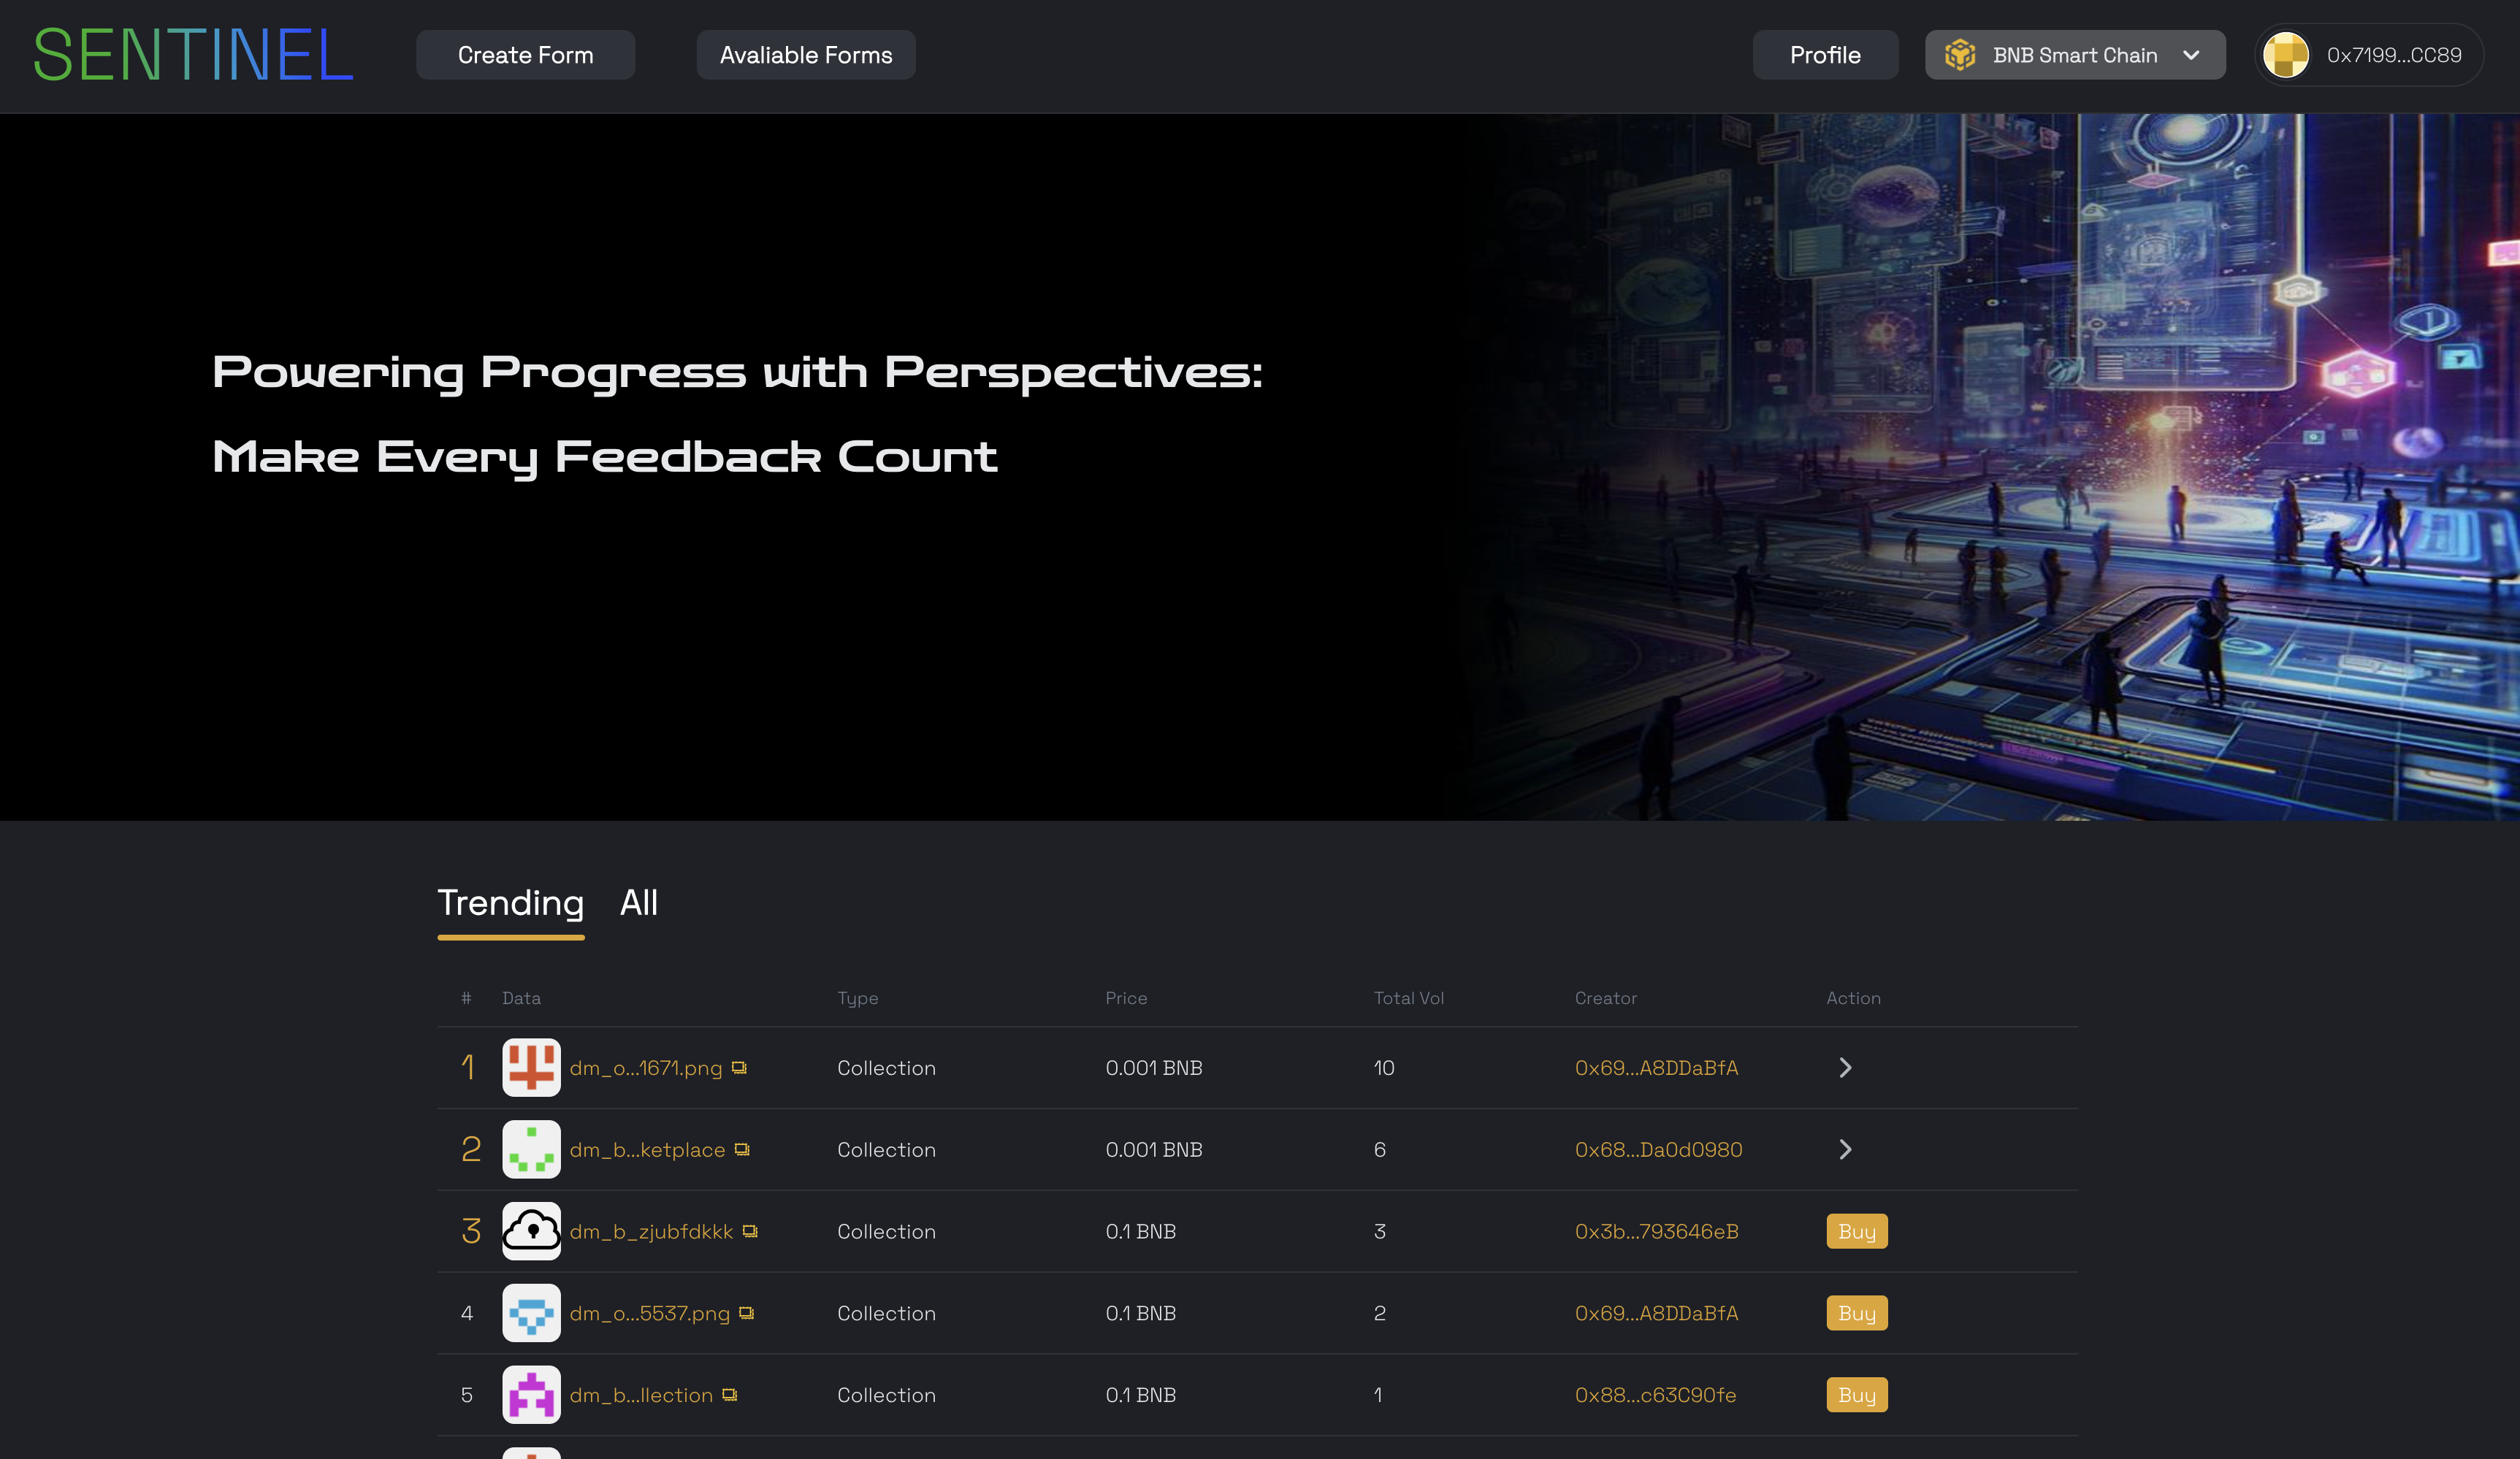 SENTINEL Create Form Avaliable Forms Profile BNB Smart Chain 0x7199...CC89
Powering Progress with Perspectives:
Make Every Feedback Count
Trending All
# Data Type Price Total Vol Creator Action
1 dm_o...1671.png Collection 0.001 BNB 10 0x69...A8DDaBfA
2 dm_b...ketplace Collection 0.001 BNB 6 0x68...Da0d0980
3 dm_b_zjubfdkkk Collection 0.1 BNB 3 0x3b...793646eB Buy
4 dm_o...5537.png Collection 0.1 BNB 2 0x69...A8DDaBfA Buy
5 dm_b...llection Collection 0.1 BNB 1 0x88...c63C90fe Buy